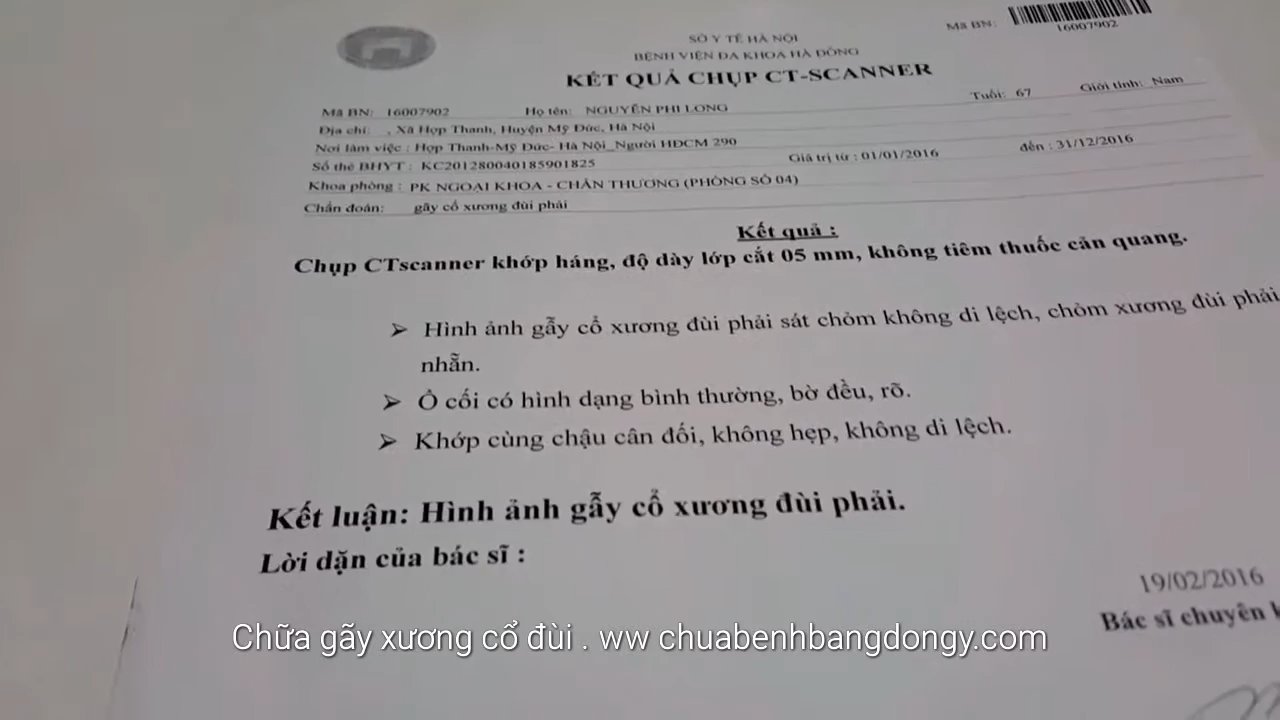 SỞ Y TẾ HÀ NỘI
BỆNH VIỆN ĐA KHOA HÀ ĐÔNG
KẾT QUẢ CHỤP CT-SCANNER
Mã BN: 16007902
Mã BN: 16007902 Họ tên: NGUYỄN PHI LONG Tuổi: 67 Giới tính: Nam
Địa chỉ: , Xã Hợp Thanh, Huyện Mỹ Đức, Hà Nội
Nơi làm việc : Hợp Thanh-Mỹ Đức- Hà Nội_Người HDCM 290
Số thẻ BHYT : KC201280040185901825 Giá trị từ : 01/01/2016 đến : 31/12/2016
Khoa phòng : PK NGOẠI KHOA - CHẤN THƯƠNG (PHÒNG SỐ 04)
Chẩn đoán: gãy cổ xương đùi phải
Kết quả :
Chụp CTscanner khớp háng, độ dày lớp cắt 05 mm, không tiêm thuốc cản quang.
➢ Hình ảnh gẫy cổ xương đùi phải sát chỏm không di lệch, chỏm xương đùi phải
nhẵn.
➢ Ổ cối có hình dạng bình thường, bờ đều, rõ.
➢ Khớp cùng chậu cân đối, không hẹp, không di lệch.
Kết luận: Hình ảnh gẫy cổ xương đùi phải.
Lời dặn của bác sĩ :
19/02/2016
Bác sĩ chuyên
Chữa gãy xương cổ đùi . ww chuabenhbangdongy.com